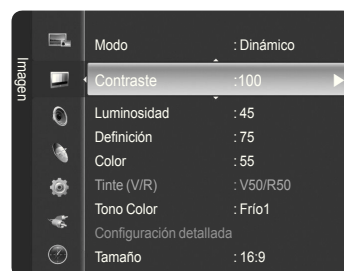 Imagen
Modo : Dinámico
Contraste :100
Luminosidad : 45
Definición : 75
Color : 55
Tinte (V/R) : V50/R50
Tono Color : Frío1
Configuración detallada
Tamaño : 16:9